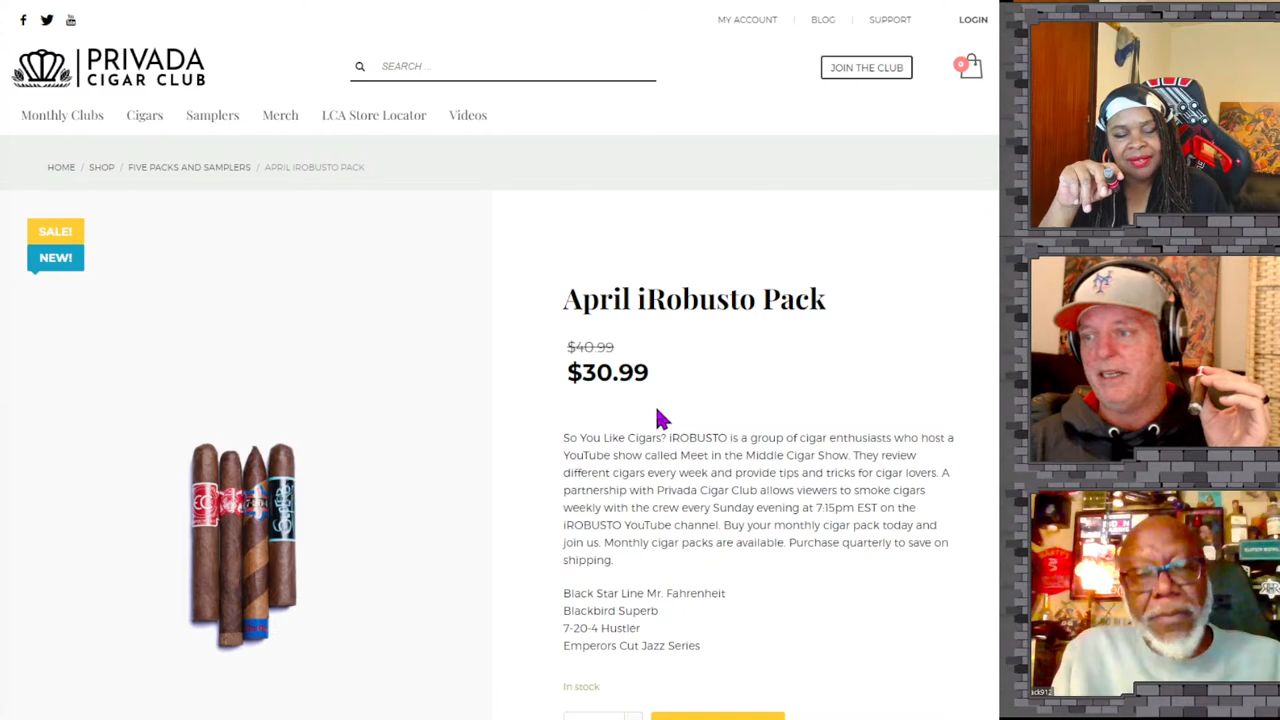 MY ACCOUNT
BLOG
SUPPORT
LOGIN
PRIVADA
CIGAR CLUB
SEARCH ...
JOIN THE CLUB
0
Monthly Clubs
Cigars
Samplers
Merch
LCA Store Locator
Videos
HOME / SHOP / FIVE PACKS AND SAMPLERS / APRIL IROBUSTO PACK
SALE!
NEW!
April iRobusto Pack
$40.99
$30.99
So You Like Cigars? iROBUSTO is a group of cigar enthusiasts who host a
YouTube show called Meet in the Middle Cigar Show. They review
different cigars every week and provide tips and tricks for cigar lovers. A
partnership with Privada Cigar Club allows viewers to smoke cigars
weekly with the crew every Sunday evening at 7:15pm EST on the
iROBUSTO YouTube channel. Buy your monthly cigar pack today and
join us. Monthly cigar packs are available. Purchase quarterly to save on
shipping.
Black Star Line Mr. Fahrenheit
Blackbird Superb
7-20-4 Hustler
Emperors Cut Jazz Series
In stock